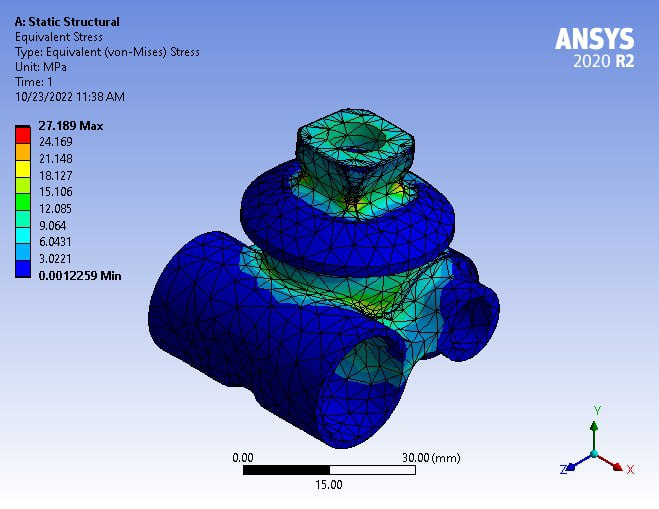 A: Static Structural
Equivalent Stress
Type: Equivalent (von-Mises) Stress
Unit: MPa
Time: 1
10/23/2022 11:38 AM
ANSYS
2020 R2
27.189 Max
24.169
21.148
18.127
15.106
12.085
9.064
6.0431
3.0221
0.0012259 Min
0.00
30.00 (mm)
15.00
Y
Z
X